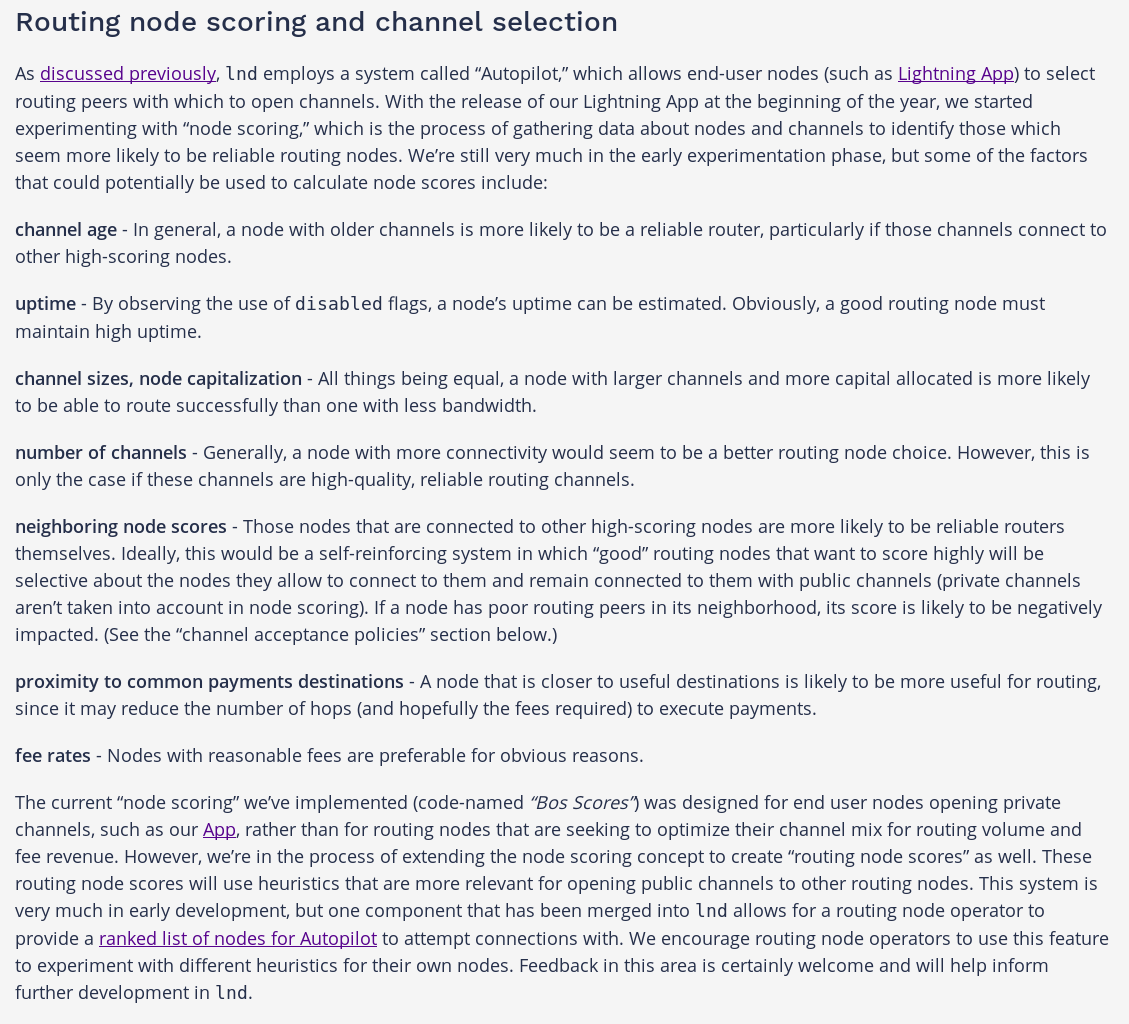 Routing node scoring and channel selection
As discussed previously, lnd employs a system called “Autopilot,” which allows end-user nodes (such as Lightning App) to select
routing peers with which to open channels. With the release of our Lightning App at the beginning of the year, we started
experimenting with “node scoring,” which is the process of gathering data about nodes and channels to identify those which
seem more likely to be reliable routing nodes. We’re still very much in the early experimentation phase, but some of the factors
that could potentially be used to calculate node scores include:
channel age - In general, a node with older channels is more likely to be a reliable router, particularly if those channels connect to
other high-scoring nodes.
uptime - By observing the use of disabled flags, a node’s uptime can be estimated. Obviously, a good routing node must
maintain high uptime.
channel sizes, node capitalization - All things being equal, a node with larger channels and more capital allocated is more likely
to be able to route successfully than one with less bandwidth.
number of channels - Generally, a node with more connectivity would seem to be a better routing node choice. However, this is
only the case if these channels are high-quality, reliable routing channels.
neighboring node scores - Those nodes that are connected to other high-scoring nodes are more likely to be reliable routers
themselves. Ideally, this would be a self-reinforcing system in which “good” routing nodes that want to score highly will be
selective about the nodes they allow to connect to them and remain connected to them with public channels (private channels
aren’t taken into account in node scoring). If a node has poor routing peers in its neighborhood, its score is likely to be negatively
impacted. (See the “channel acceptance policies” section below.)
proximity to common payments destinations - A node that is closer to useful destinations is likely to be more useful for routing,
since it may reduce the number of hops (and hopefully the fees required) to execute payments.
fee rates - Nodes with reasonable fees are preferable for obvious reasons.
The current “node scoring” we’ve implemented (code-named “Bos Scores”) was designed for end user nodes opening private
channels, such as our App, rather than for routing nodes that are seeking to optimize their channel mix for routing volume and
fee revenue. However, we’re in the process of extending the node scoring concept to create “routing node scores” as well. These
routing node scores will use heuristics that are more relevant for opening public channels to other routing nodes. This system is
very much in early development, but one component that has been merged into lnd allows for a routing node operator to
provide a ranked list of nodes for Autopilot to attempt connections with. We encourage routing node operators to use this feature
to experiment with different heuristics for their own nodes. Feedback in this area is certainly welcome and will help inform
further development in lnd.